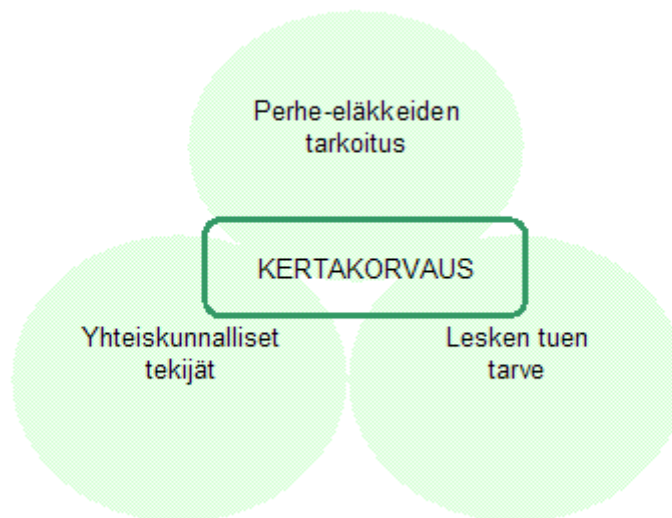 Perhe-eläkkeiden
tarkoitus
KERTAKORVAUS
Yhteiskunnalliset
tekijät
Lesken tuen
tarve